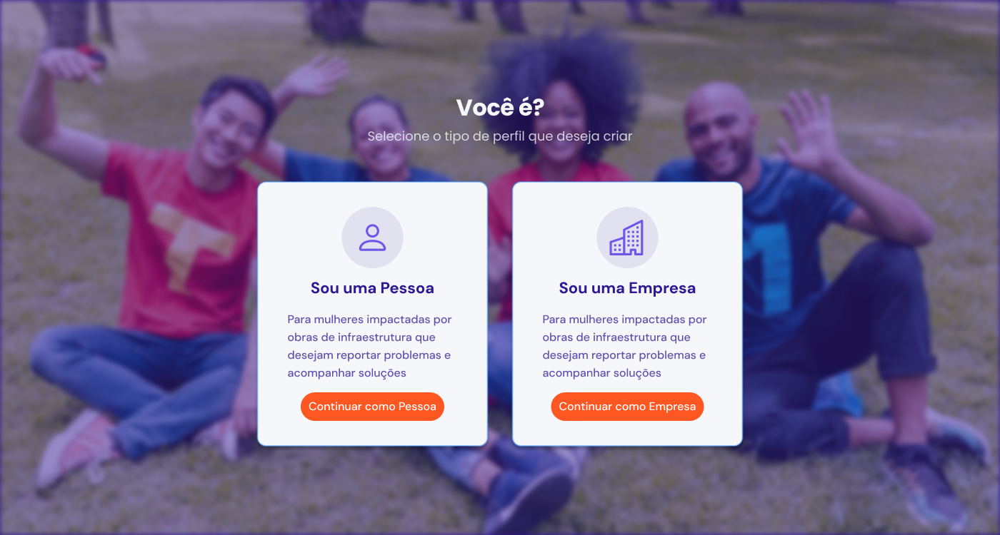 Você é?
Selecione o tipo de perfil que deseja criar
Sou uma Pessoa
Para mulheres impactadas por
obras de infraestrutura que
desejam reportar problemas e
acompanhar soluções
Continuar como Pessoa
Sou uma Empresa
Para mulheres impactadas por
obras de infraestrutura que
desejam reportar problemas e
acompanhar soluções
Continuar como Empresa